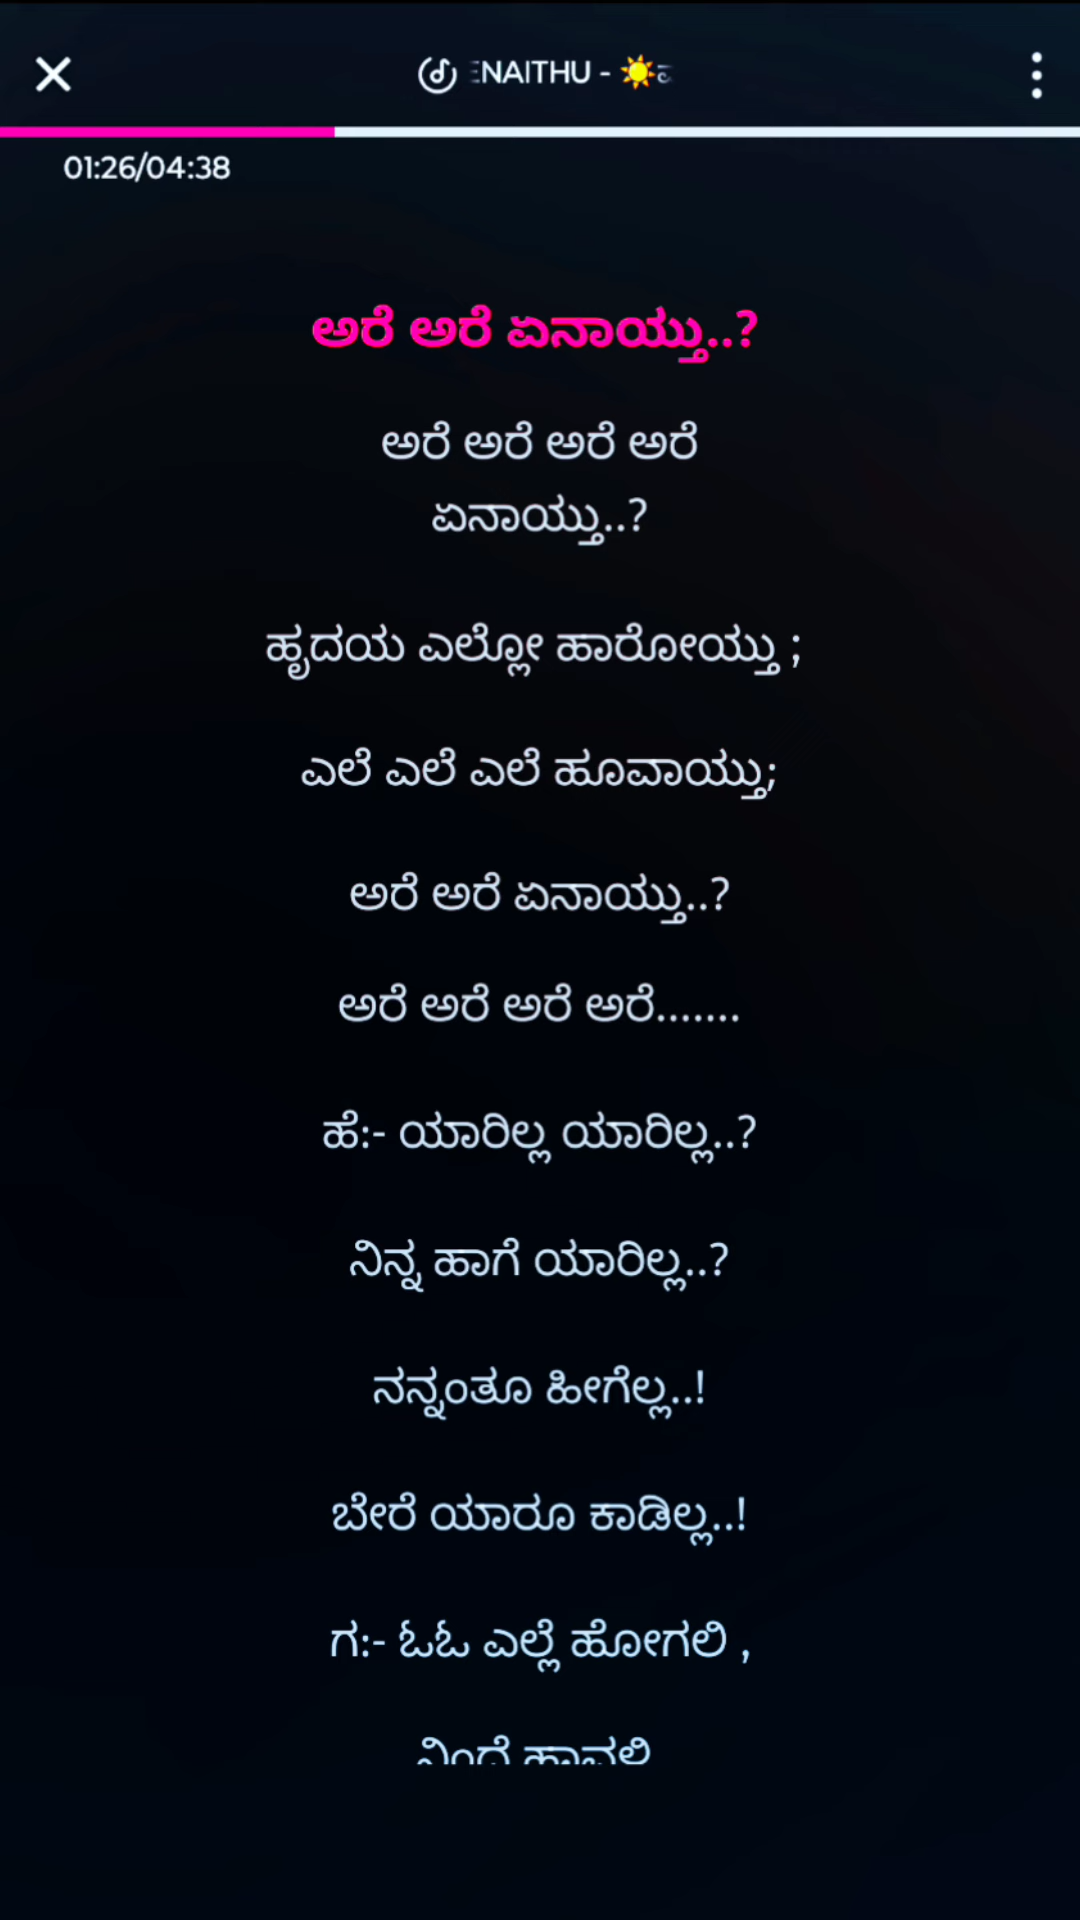 ENAITHU - ☀️
01:26/04:38
ಅರೆ ಅರೆ ಏನಾಯ್ತು..?
ಅರೆ ಅರೆ ಅರೆ ಅರೆ
ಏನಾಯ್ತು..?
ಹೃದಯ ಎಲ್ಲೋ ಹಾರೋಯ್ತು ;
ಎಲೆ ಎಲೆ ಎಲೆ ಹೂವಾಯ್ತು;
ಅರೆ ಅರೆ ಏನಾಯ್ತು..?
ಅರೆ ಅರೆ ಅರೆ ಅರೆ.......
ಹೆ:- ಯಾರಿಲ್ಲ ಯಾರಿಲ್ಲ..?
ನಿನ್ನ ಹಾಗೆ ಯಾರಿಲ್ಲ..?
ನನ್ನಂತೂ ಹೀಗೆಲ್ಲ..!
ಬೇರೆ ಯಾರೂ ಕಾಡಿಲ್ಲ..!
ಗ:- ಓಓ ಎಲ್ಲೆ ಹೋಗಲಿ ,